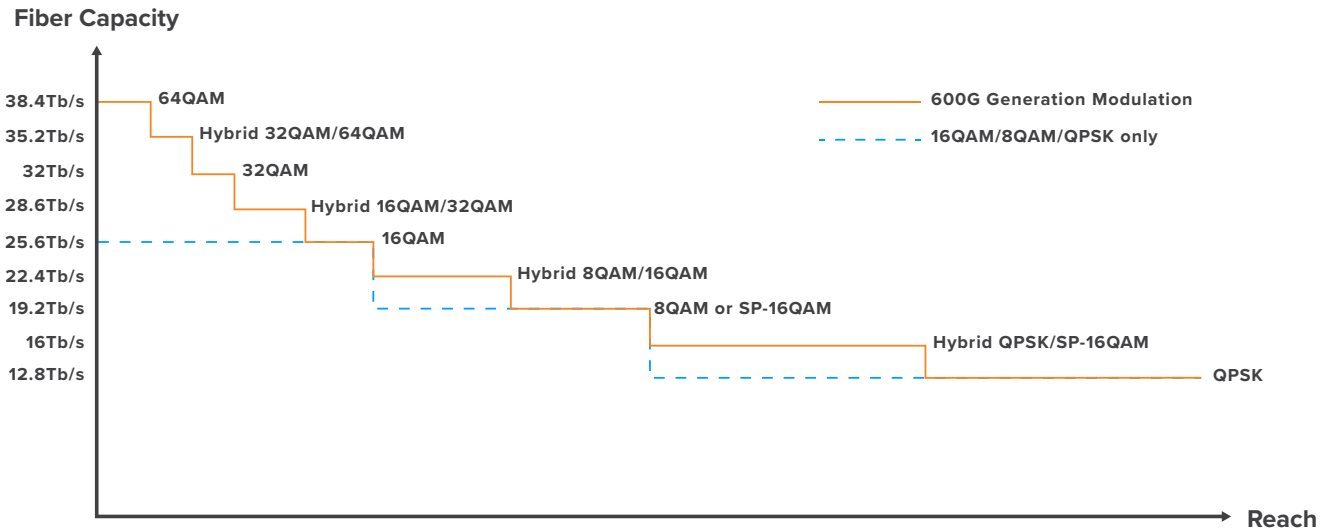 Fiber Capacity
38.4Tb/s
64QAM
600G Generation Modulation
35.2Tb/s
Hybrid 32QAM/64QAM
16QAM/8QAM/QPSK only
32Tb/s
32QAM
28.6Tb/s
Hybrid 16QAM/32QAM
25.6Tb/s
16QAM
22.4Tb/s
Hybrid 8QAM/16QAM
19.2Tb/s
8QAM or SP-16QAM
16Tb/s
Hybrid QPSK/SP-16QAM
12.8Tb/s
QPSK
Reach